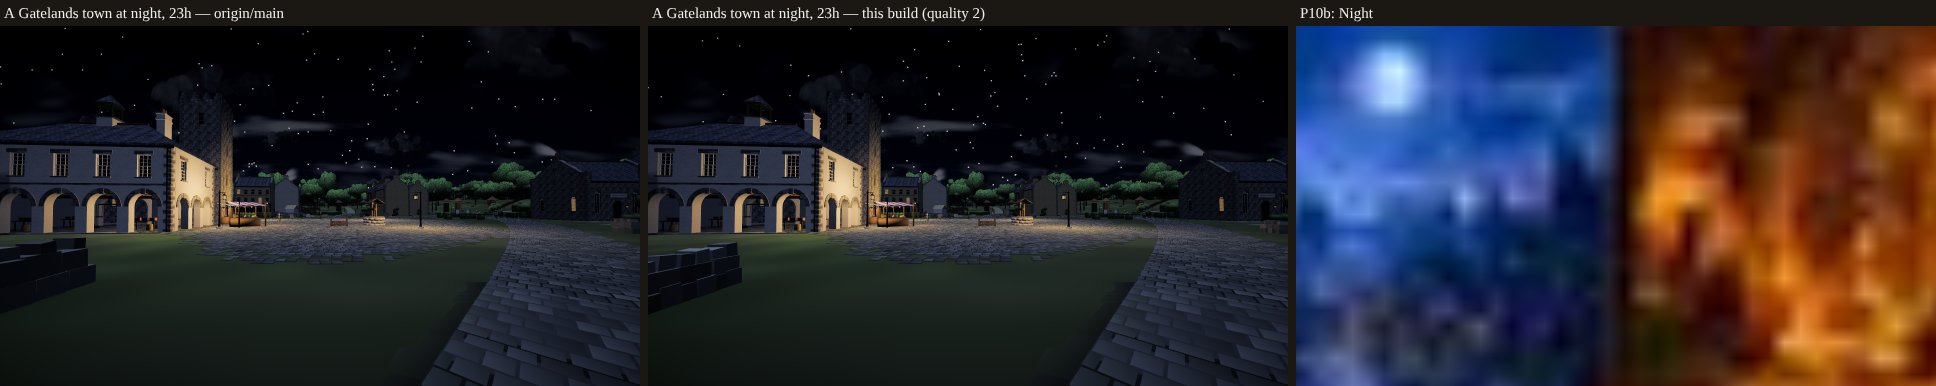 A Gatelands town at night, 23h — origin/main
A Gatelands town at night, 23h — this build (quality 2)
P10b: Night